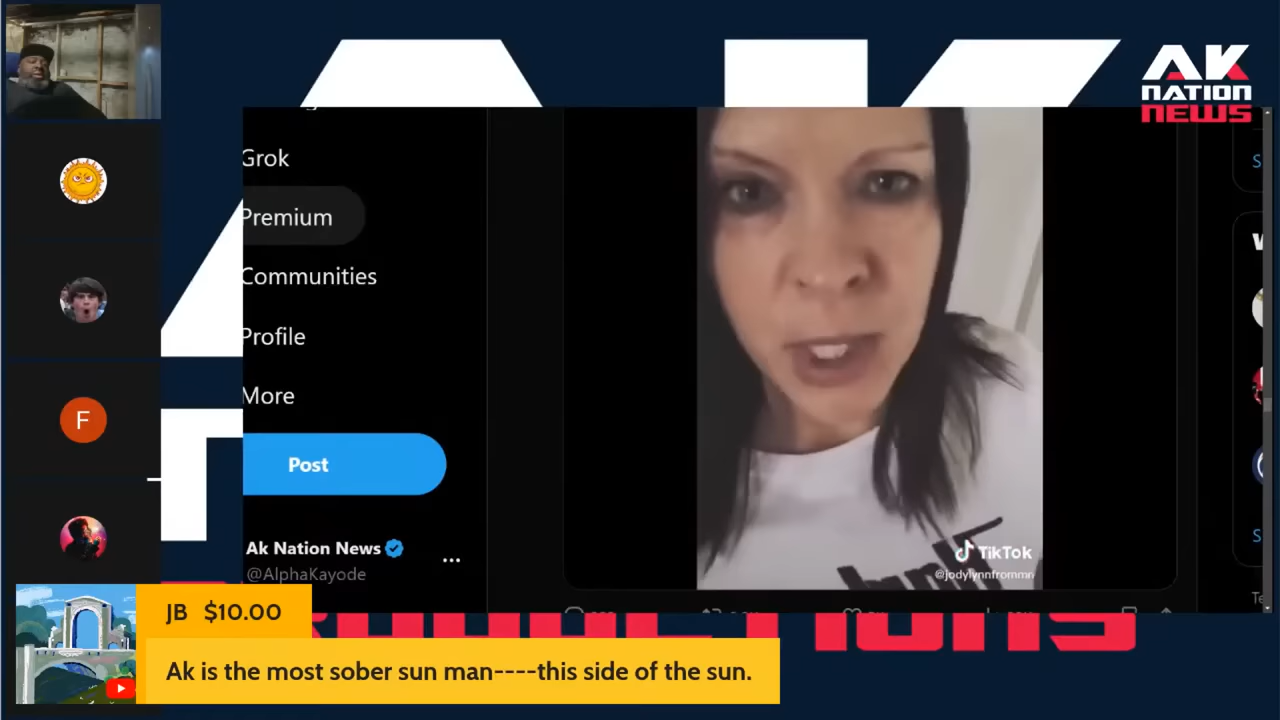 AK
NATION
NEWS
Grok
Premium
Communities
Profile
More
Post
Ak Nation News
@AlphaKayode
...
F
TikTok
@jodylynnfrommn
JB $10.00
Ak is the most sober sun man----this side of the sun.